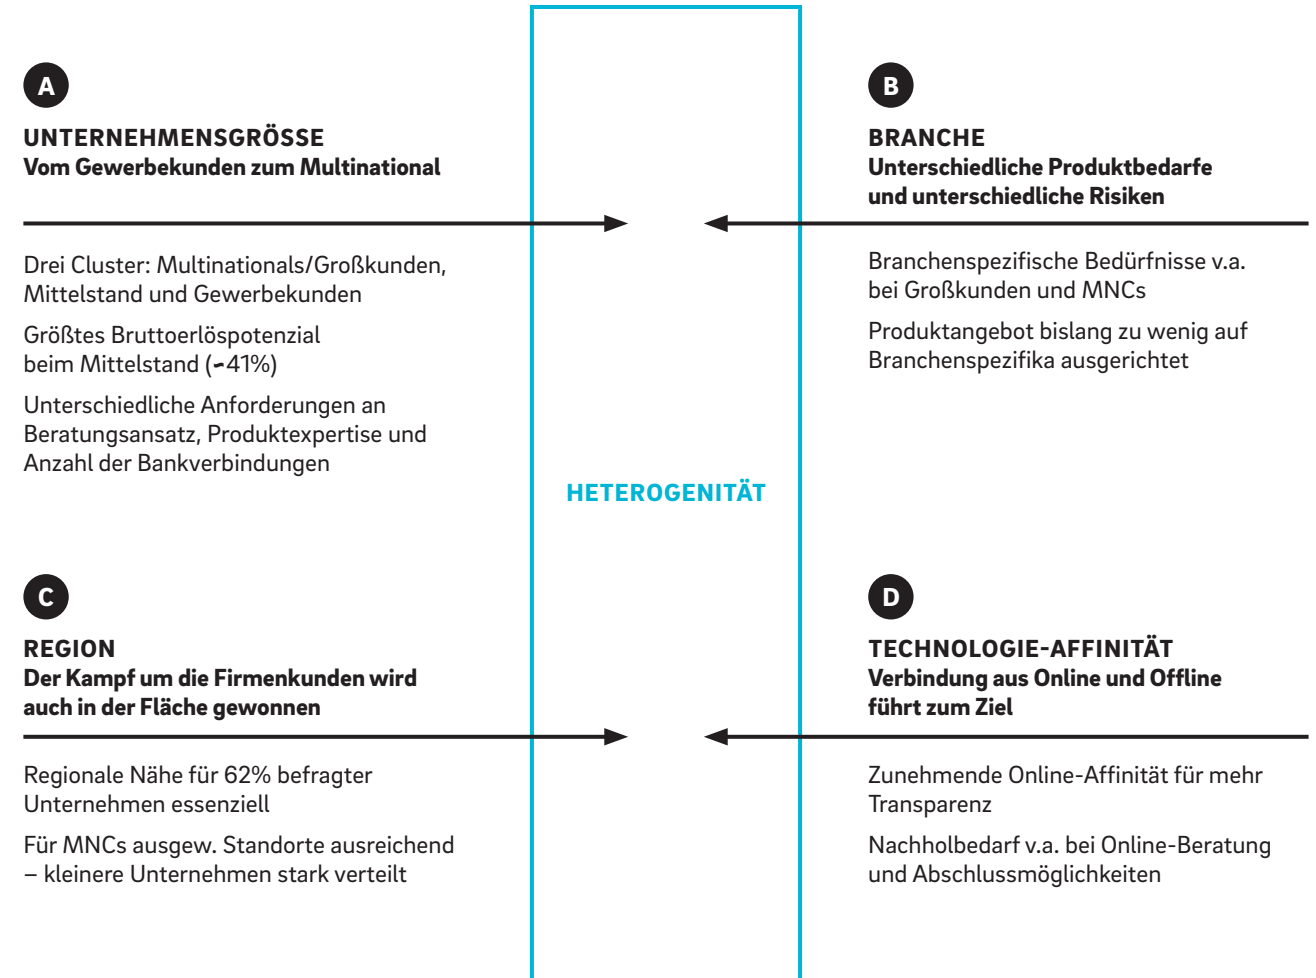 A
UNTERNEHMENSGRÖSSE
Vom Gewerbekunden zum Multinational
Drei Cluster: Multinationals/Großkunden,
Mittelstand und Gewerbekunden
Größtes Bruttoerlöspotenzial
beim Mittelstand (~41%)
Unterschiedliche Anforderungen an
Beratungsansatz, Produktexpertise und
Anzahl der Bankverbindungen
B
BRANCHE
Unterschiedliche Produktbedarfe
und unterschiedliche Risiken
Branchenspezifische Bedürfnisse v.a.
bei Großkunden und MNCs
Produktangebot bislang zu wenig auf
Branchenspezifika ausgerichtet
HETEROGENITÄT
C
REGION
Der Kampf um die Firmenkunden wird
auch in der Fläche gewonnen
Regionale Nähe für 62% befragter
Unternehmen essenziell
Für MNCs ausgew. Standorte ausreichend
– kleinere Unternehmen stark verteilt
D
TECHNOLOGIE-AFFINITÄT
Verbindung aus Online und Offline
führt zum Ziel
Zunehmende Online-Affinität für mehr
Transparenz
Nachholbedarf v.a. bei Online-Beratung
und Abschlussmöglichkeiten